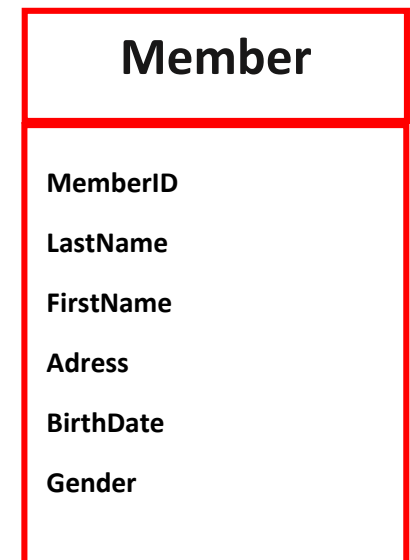 Member
MemberID
LastName
FirstName
Adress
BirthDate
Gender